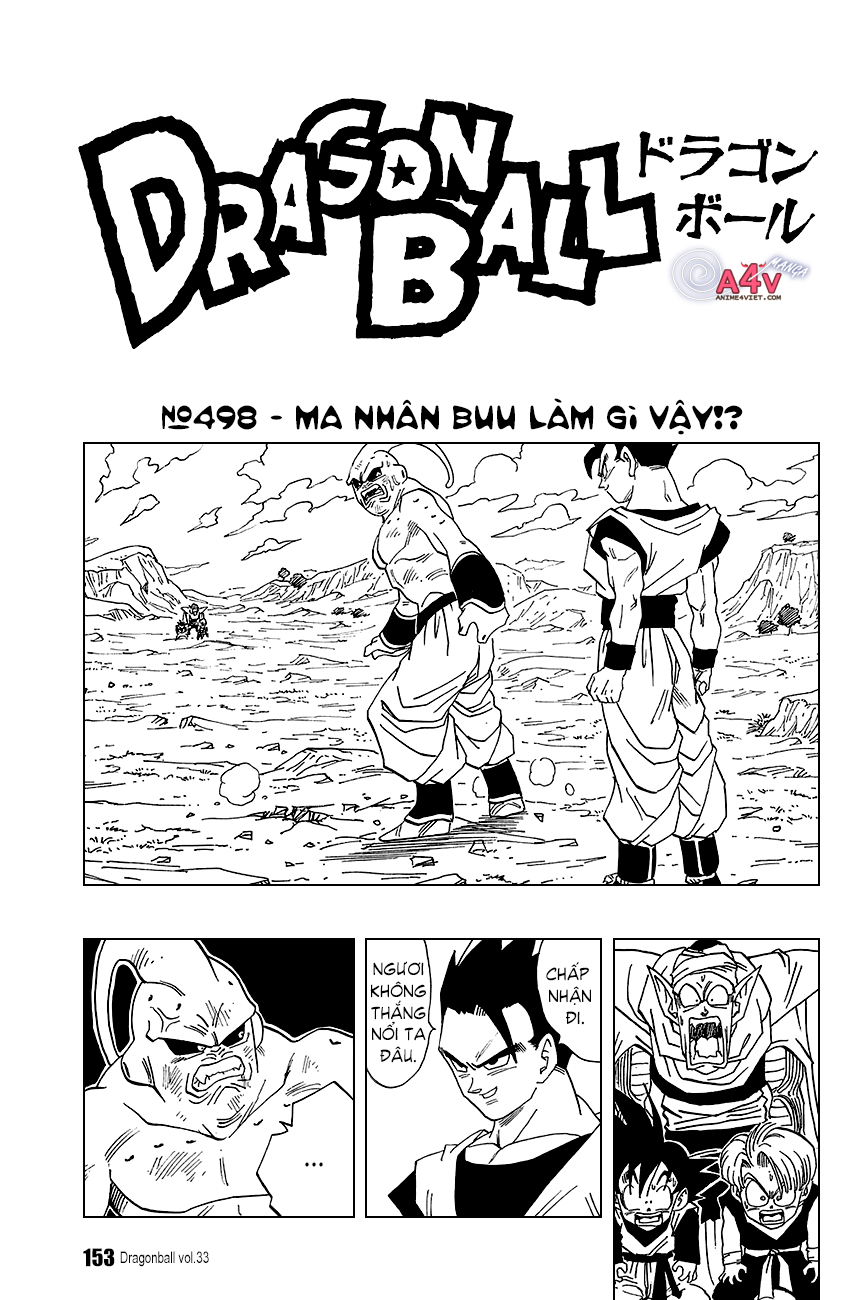 DRAGON BALL
ドラゴン
ボール
A4V MANGA
ANIME4VIET.COM
№498 - MA NHÂN BUU LÀM GÌ VẬY!?
CHẤP
NHẬN
ĐI.
NGƯƠI
KHÔNG
THẮNG
NỔI TA
ĐÂU.
...
153 Dragonball vol.33